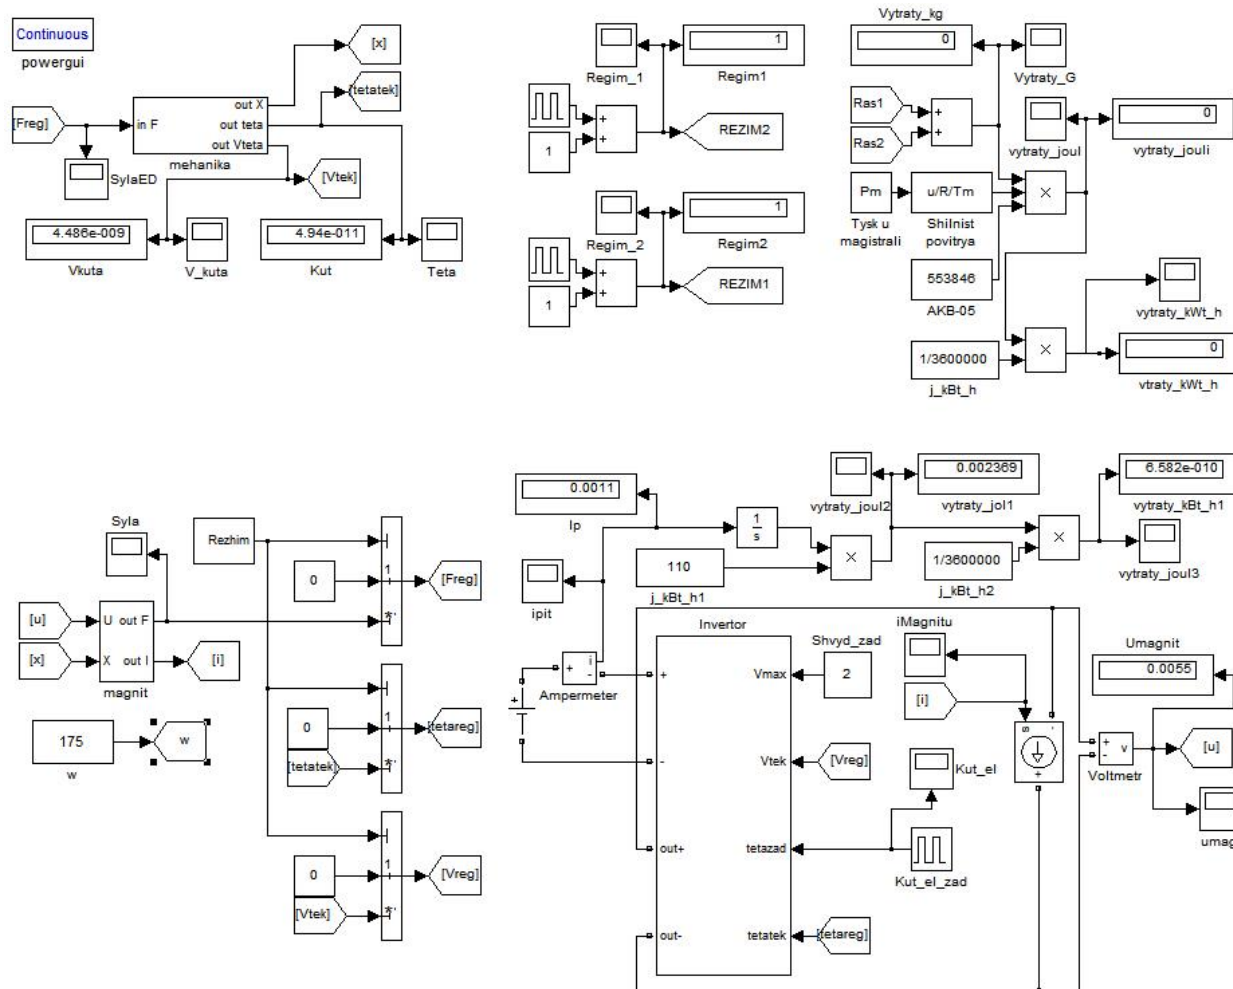 Continuous
powergui
[Freg]
in F
out X
out teta
out Vteta
mehanika
[x]
[tetatek]
[Vtek]
SylaED
4.486e-009
Vkuta
V_kuta
4.94e-011
Kut
Teta
Regim_1
1
Regim1
+
+
1
REZIM2
Regim_2
1
Regim2
+
+
1
REZIM1
Vytraty_kg
0
Vytraty_G
Ras1
Ras2
+
+
vytraty_joul
0
vytraty_jouli
Pm
Tysk u
magistrali
u/R/Tm
Shilnist
povitrya
×
553846
AKB-05
vytraty_kWt_h
1/3600000
j_kBt_h
×
0
vtraty_kWt_h
Syla
[u]
[x]
U out F
X out I
magnit
[i]
Rezhim
0
1
*'
[Freg]
175
w
w
0
[tetatek]
1
*'
[tetareg]
0
[Vtek]
1
*'
[Vreg]
0.0011
Ip
ipit
1
s
110
j_kBt_h1
×
vytraty_joul2
0.002369
vytraty_jol1
1/3600000
j_kBt_h2
×
6.582e-010
vytraty_kBt_h1
vytraty_joul3
+
i
-
Ampermeter
+
Invertor
+
-
out+
out-
Vmax
Vtek
tetazad
tetatek
Shvyd_zad
2
[Vreg]
Kut_el
Kut_el_zad
[tetareg]
iMagnitu
[i]
s
-
+
Umagnit
0.0055
+
-
v
Voltmetr
[u]
umag